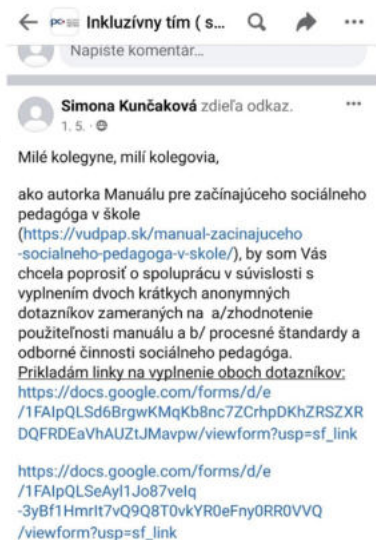 Inkluzívny tím ( s...
Napíšte komentár...
Simona Kunčaková zdieľa odkaz.
1. 5. ·
Milé kolegyne, milí kolegovia,
ako autorka Manuálu pre začínajúceho sociálneho
pedagóga v škole
(https://vudpap.sk/manual-zacinajuceho
-socialneho-pedagoga-v-skole/), by som Vás
chcela poprosiť o spoluprácu v súvislosti s
vyplnením dvoch krátkych anonymných
dotazníkov zameraných na  a/zhodnotenie
použiteľnosti manuálu a b/ procesné štandardy a
odborné činnosti sociálneho pedagóga.
Prikladám linky na vyplnenie oboch dotazníkov:
https://docs.google.com/forms/d/e
/1FAIpQLSd6BrgwKMqKb8nc7ZCrhpDKhZRSZXR
DQFRDEaVhAUZtJMavpw/viewform?usp=sf_link
https://docs.google.com/forms/d/e
/1FAIpQLSeAyl1Jo87velq
-3yBf1HmrIt7vQ9Q8T0vkYR0eFny0RR0VVQ
/viewform?usp=sf_link